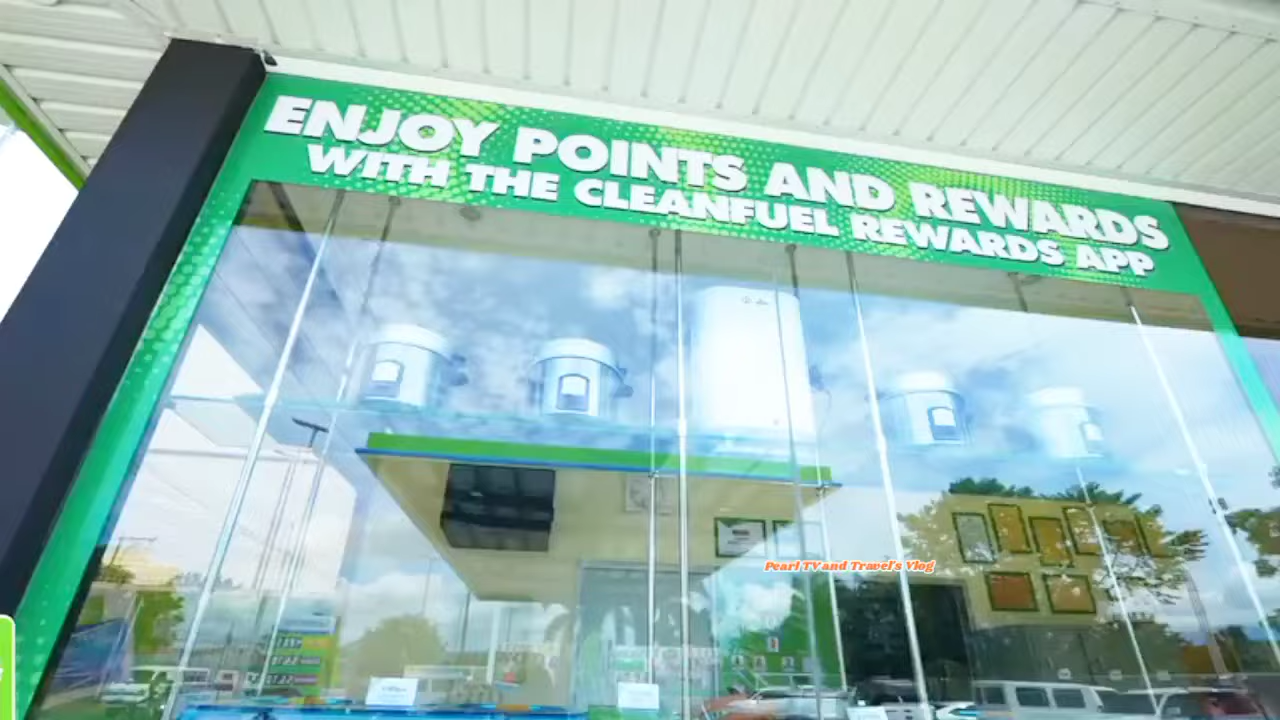 ENJOY POINTS AND REWARDS
WITH THE CLEANFUEL REWARDS APP
Pearl TV and Travel's Vlog